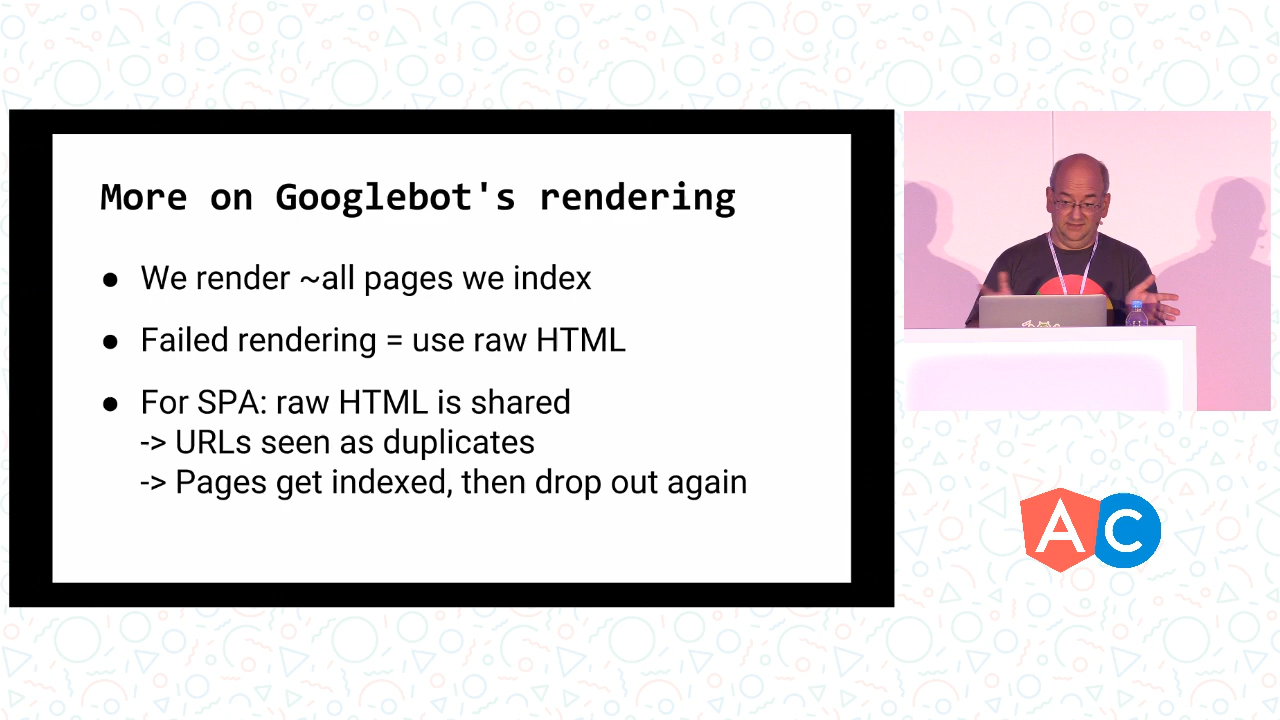 More on Googlebot's rendering
● We render ~all pages we index
● Failed rendering = use raw HTML
● For SPA: raw HTML is shared
-> URLs seen as duplicates
-> Pages get indexed, then drop out again
AC